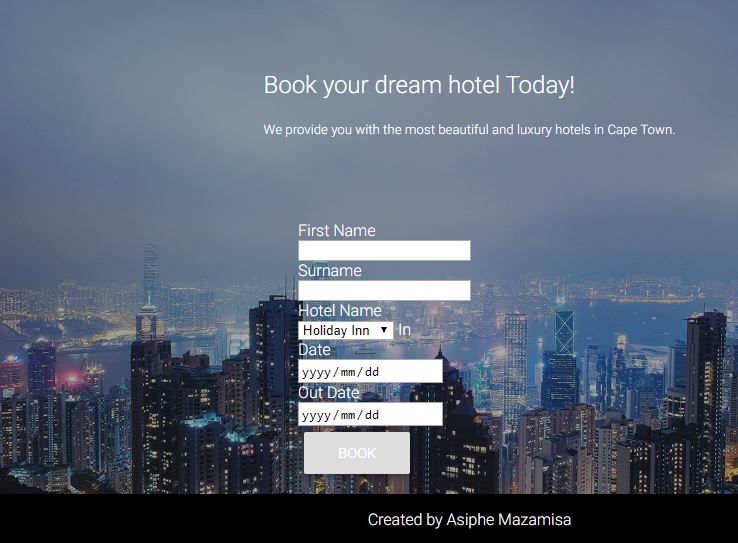 Book your dream hotel Today!
We provide you with the most beautiful and luxury hotels in Cape Town.
First Name
Surname
Hotel Name
Holiday Inn In
Date
yyyy/mm/dd
Out Date
yyyy/mm/dd
BOOK
Created by Asiphe Mazamisa